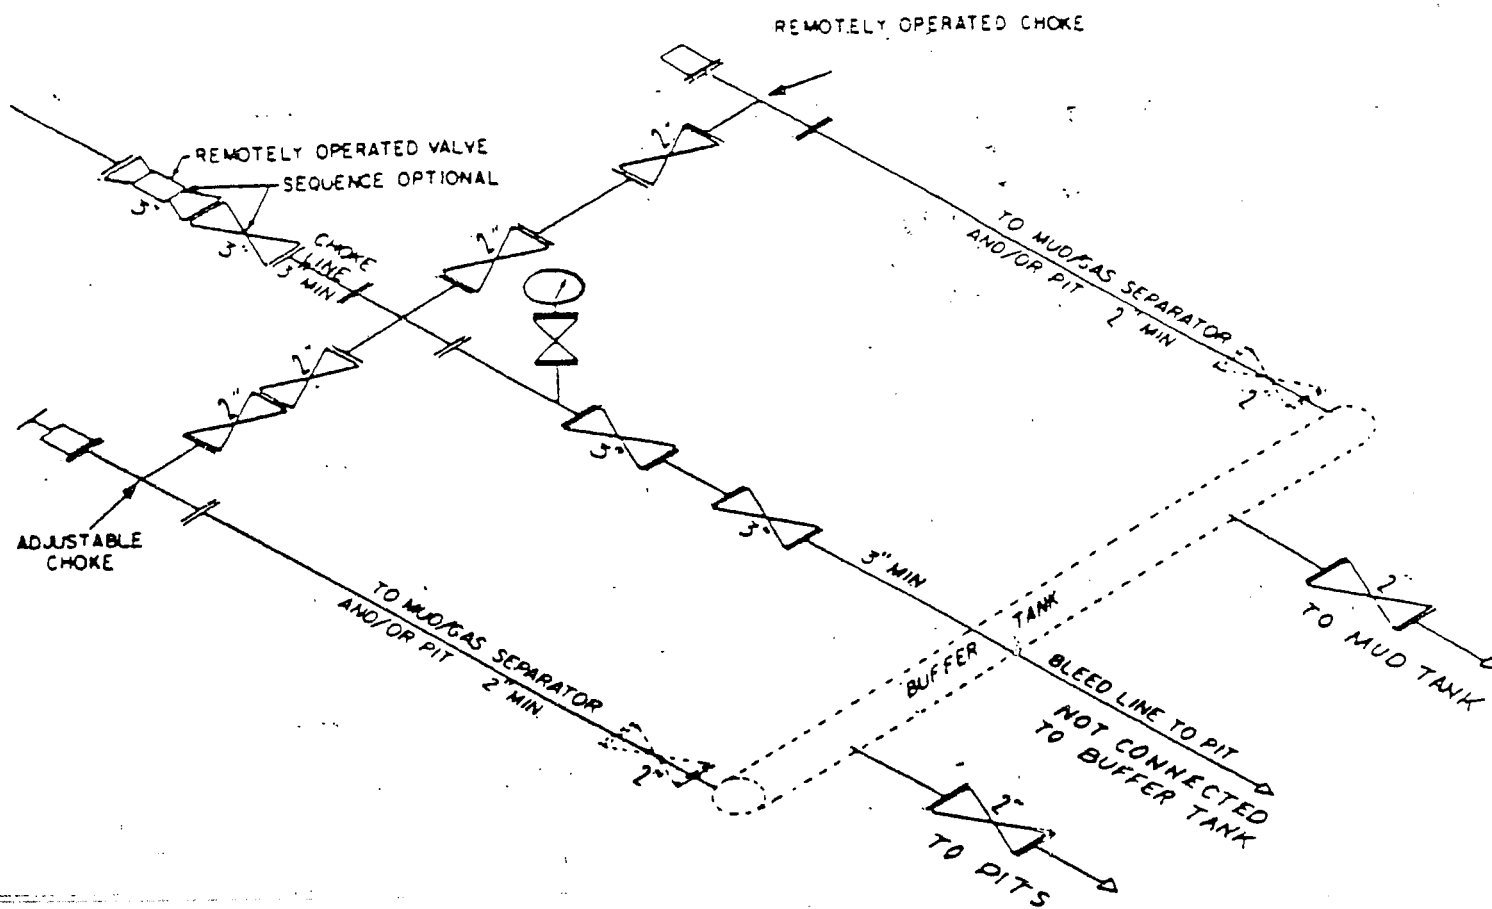 REMOTELY OPERATED CHOKE
2"
REMOTELY OPERATED VALVE
SEQUENCE OPTIONAL
3"
3"
CHOKE
LINE
3" MIN
2"
TO MUD/GAS SEPARATOR
AND/OR PIT
2" MIN
2"
2"
2"
3"
3"
ADJUSTABLE
CHOKE
3" MIN
BUFFER TANK
2"
TO MUD TANK
TO MUD/GAS SEPARATOR
AND/OR PIT
2" MIN.
2"
BLEED LINE TO PIT
NOT CONNECTED
TO BUFFER TANK
2"
TO PITS